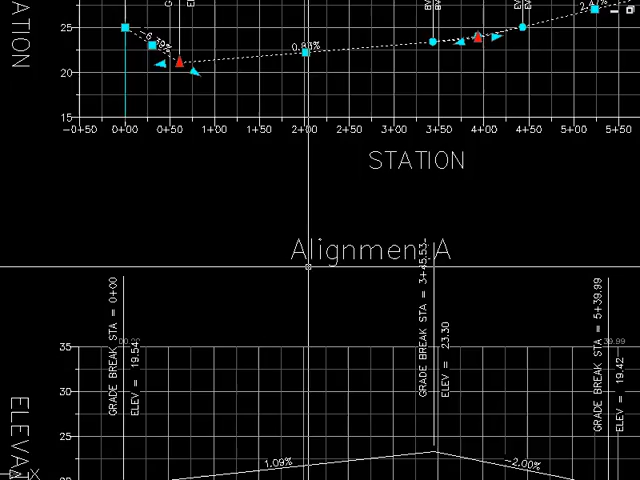 -6.79%
0.93%
25
20
15
-0+50 0+00 0+50 1+00 1+50 2+00 2+50 3+00 3+50 4+00 4+50 5+00 5+50
STATION
Alignment A
GRADE BREAK STA = 0+00
ELEV = 19.54
GRADE BREAK STA = 3+45.53
ELEV = 23.30
GRADE BREAK STA = 5+39.99
ELEV = 19.42
35
30
25
1.09%
-2.00%
X